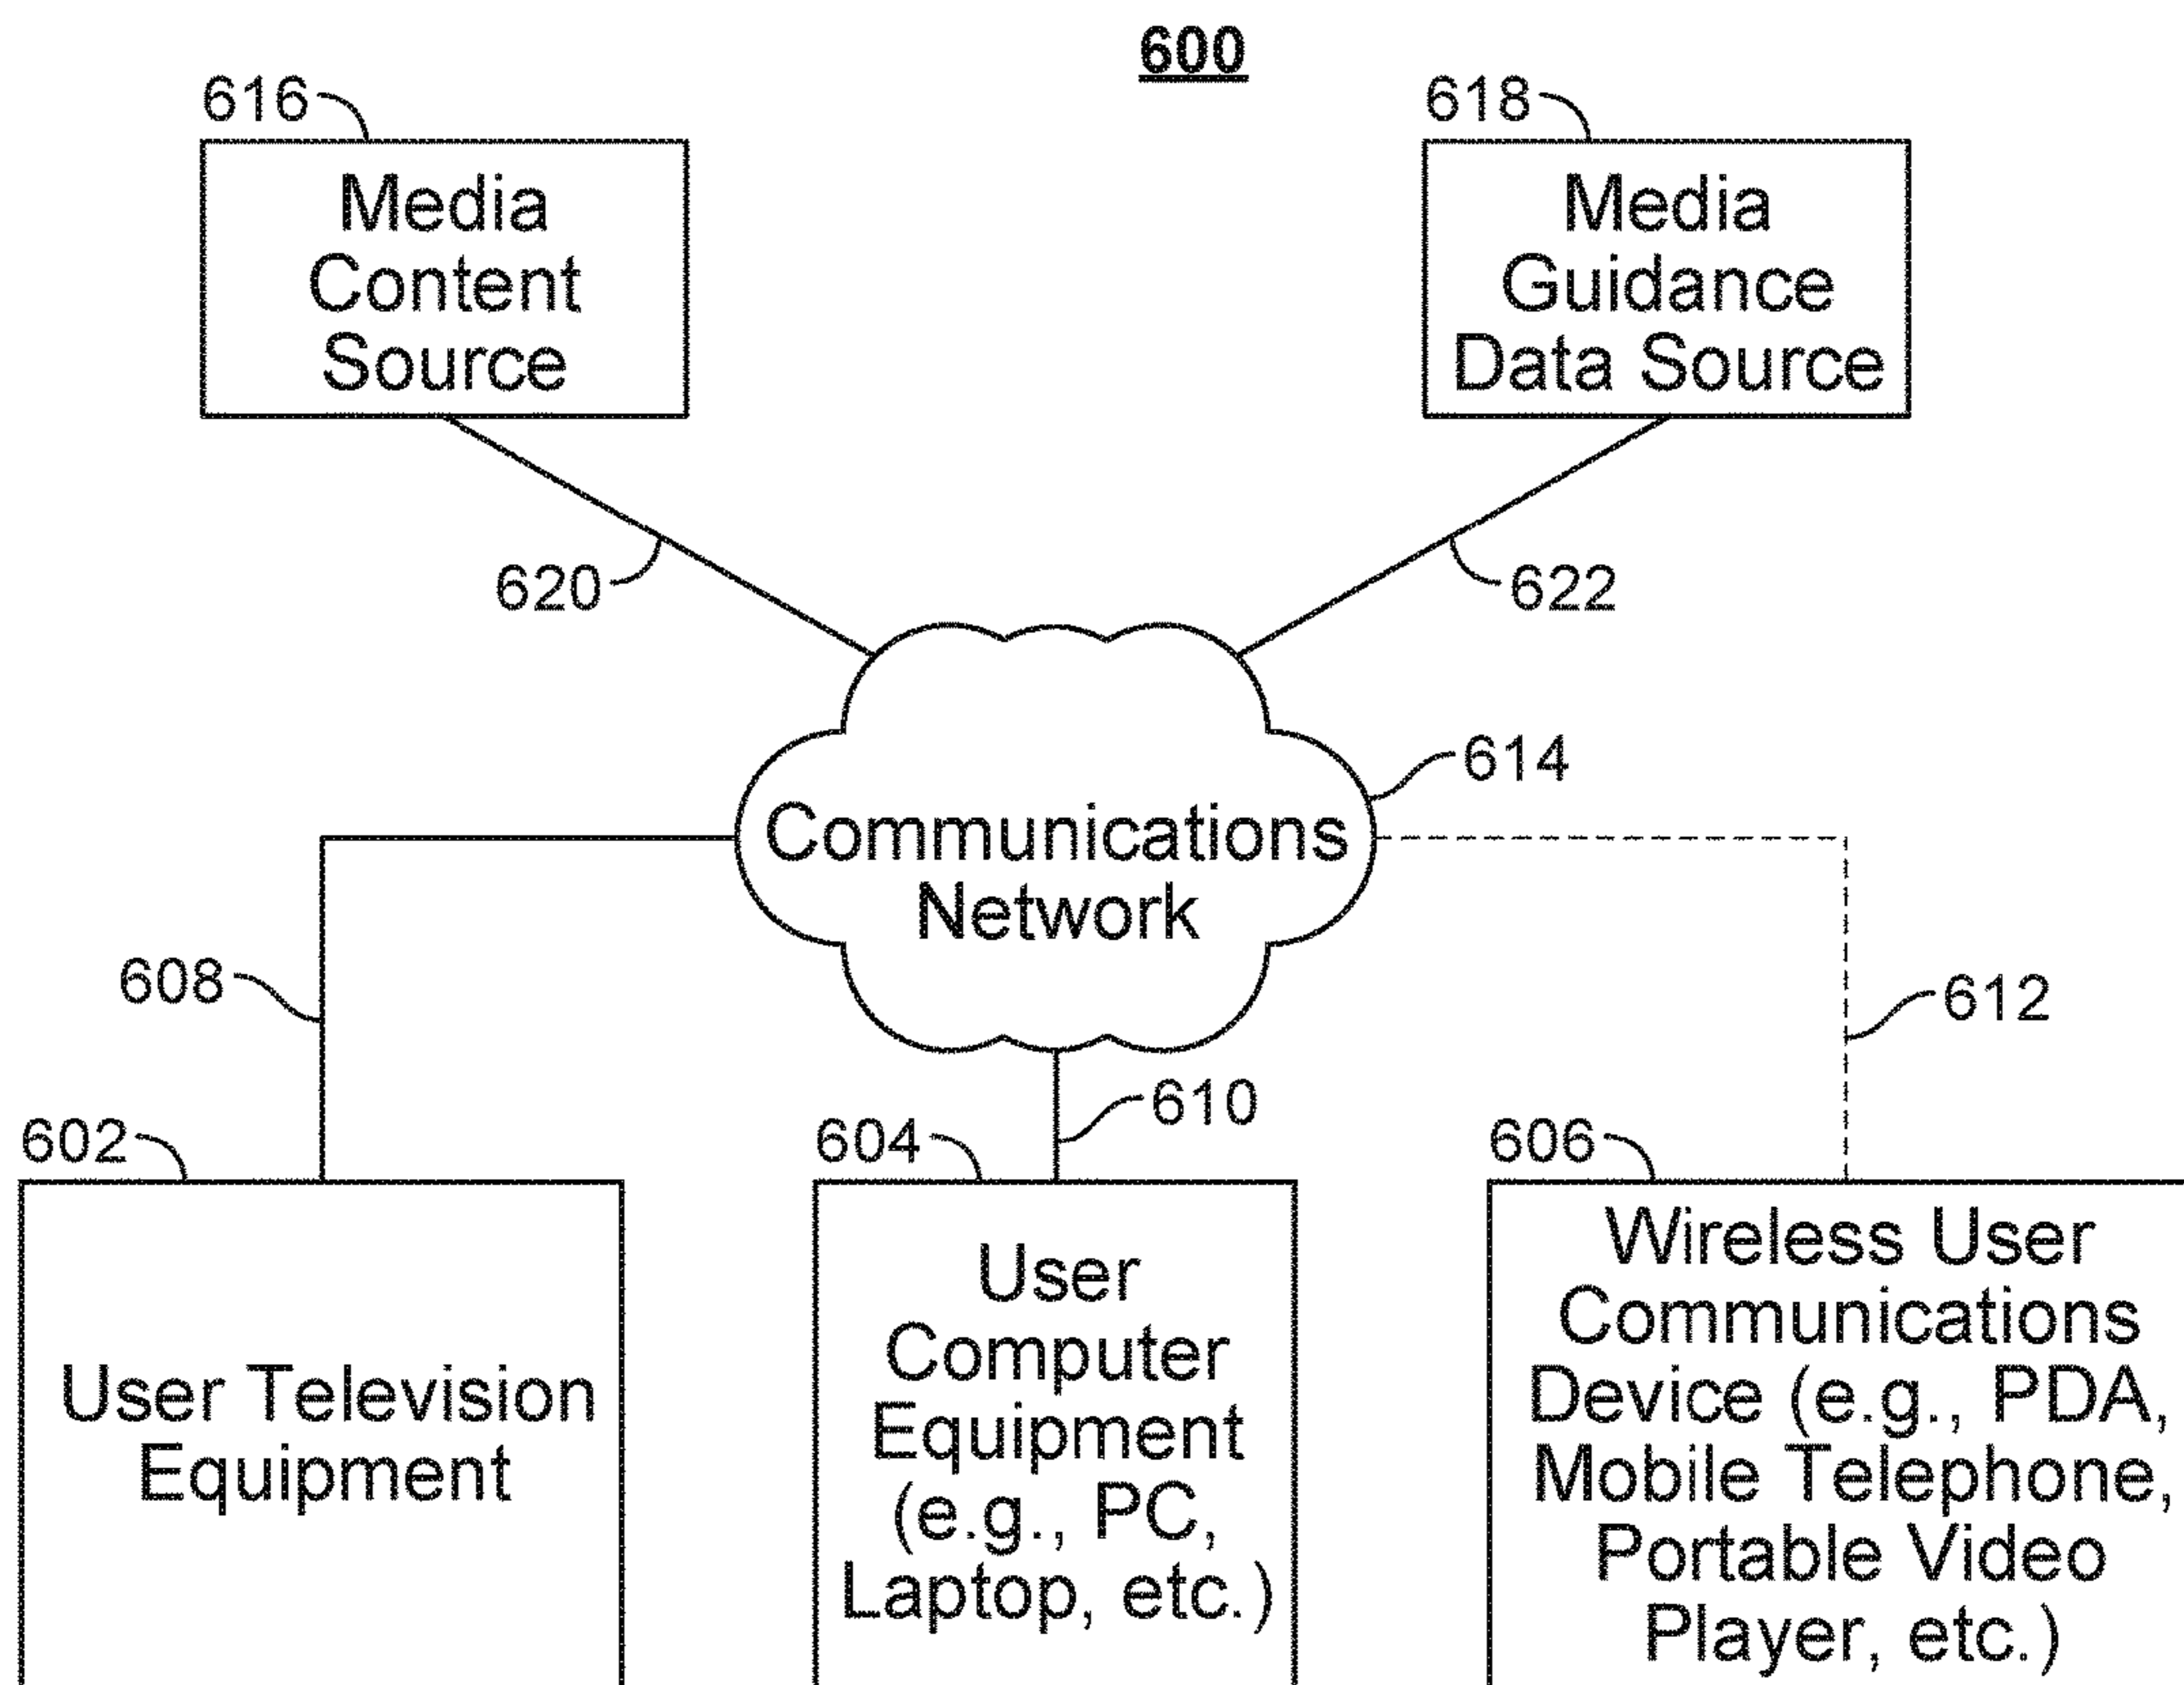 600
616
618
Media
Content
Source
Media
Guidance
Data Source
620
622
614
Communications
Network
608
612
610
602
604
606
User Television
Equipment
User
Computer
Equipment
(e.g., PC,
Laptop, etc.)
Wireless User
Communications
Device (e.g., PDA,
Mobile Telephone,
Portable Video
Player, etc.)